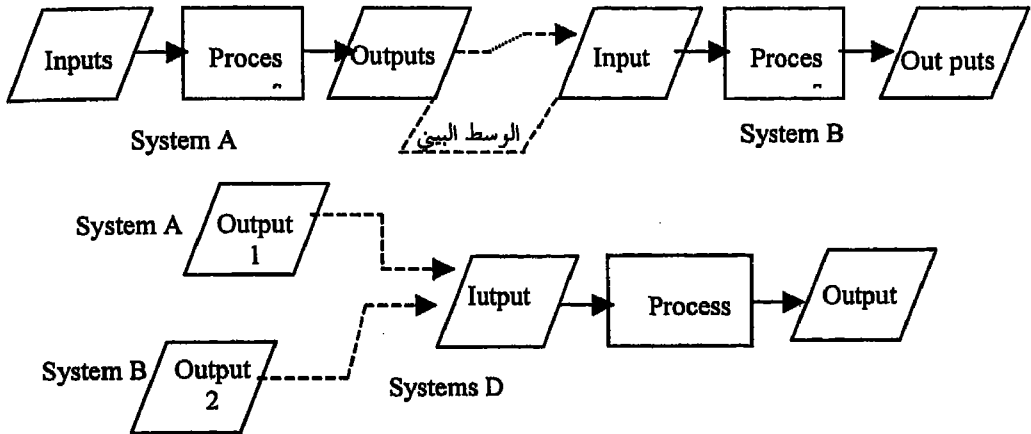 Inputs
Proces
Outputs
Input
Proces
Out puts
الوسط البيني
System A
System B
System A
Output
1
Iutput
Process
Output
System B
Output
2
Systems D